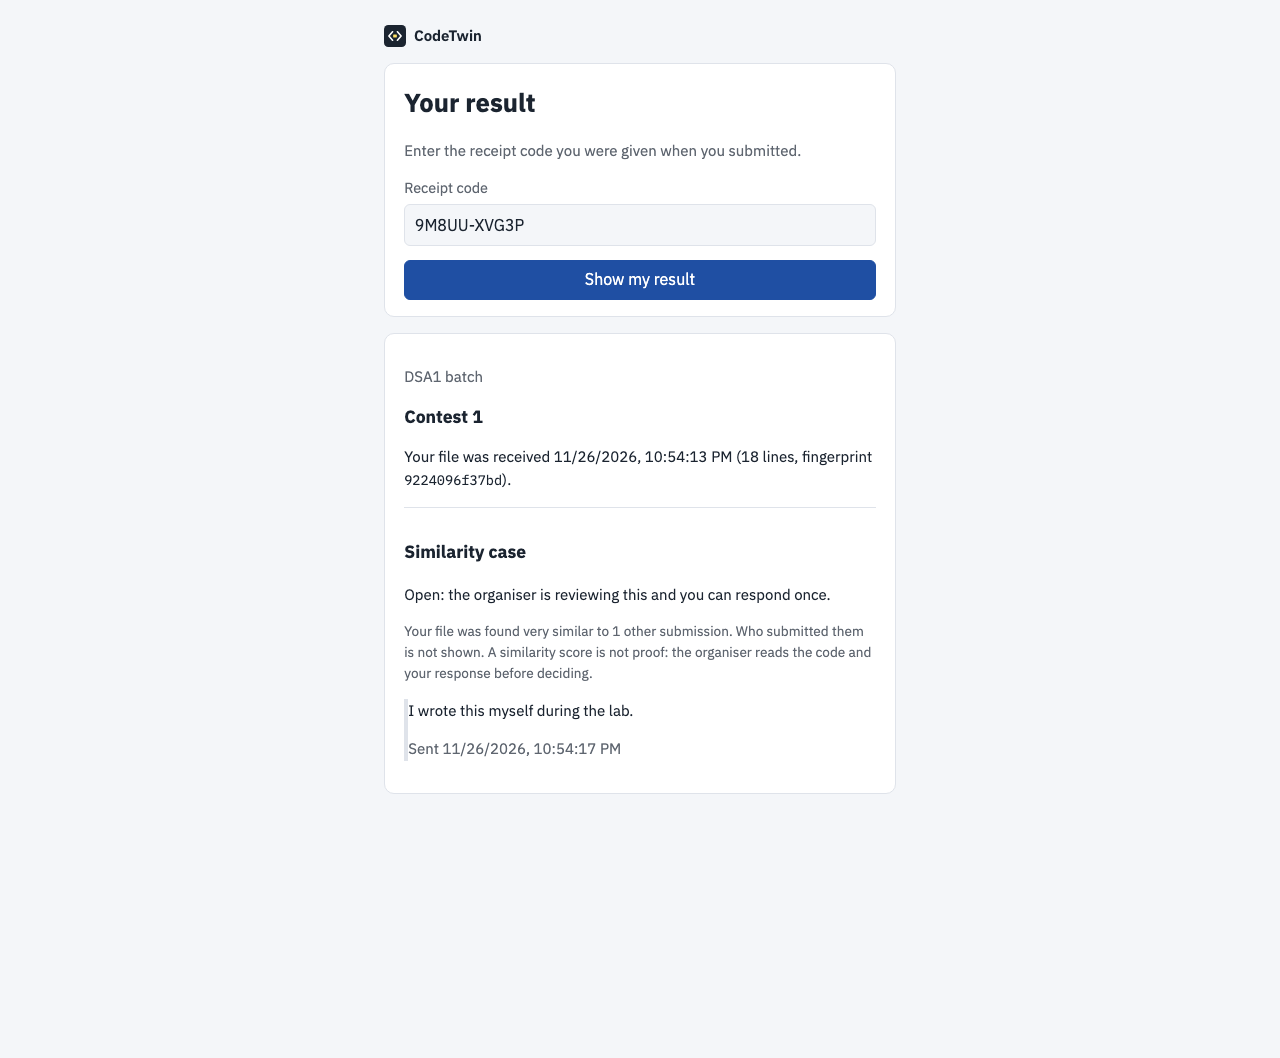 CodeTwin
Your result
Enter the receipt code you were given when you submitted.
Receipt code
9M8UU-XVG3P
Show my result
DSA1 batch
Contest 1
Your file was received 11/26/2026, 10:54:13 PM (18 lines, fingerprint
9224096f37bd).
Similarity case
Open: the organiser is reviewing this and you can respond once.
Your file was found very similar to 1 other submission. Who submitted them
is not shown. A similarity score is not proof: the organiser reads the code and
your response before deciding.
I wrote this myself during the lab.
Sent 11/26/2026, 10:54:17 PM